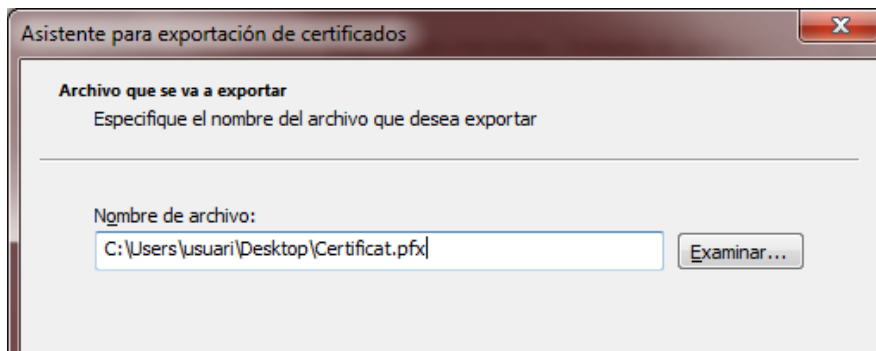 Asistente para exportación de certificados
Archivo que se va a exportar
Especifique el nombre del archivo que desea exportar
Nombre de archivo:
C:\Users\usuari\Desktop\Certificat.pfx
Examinar...